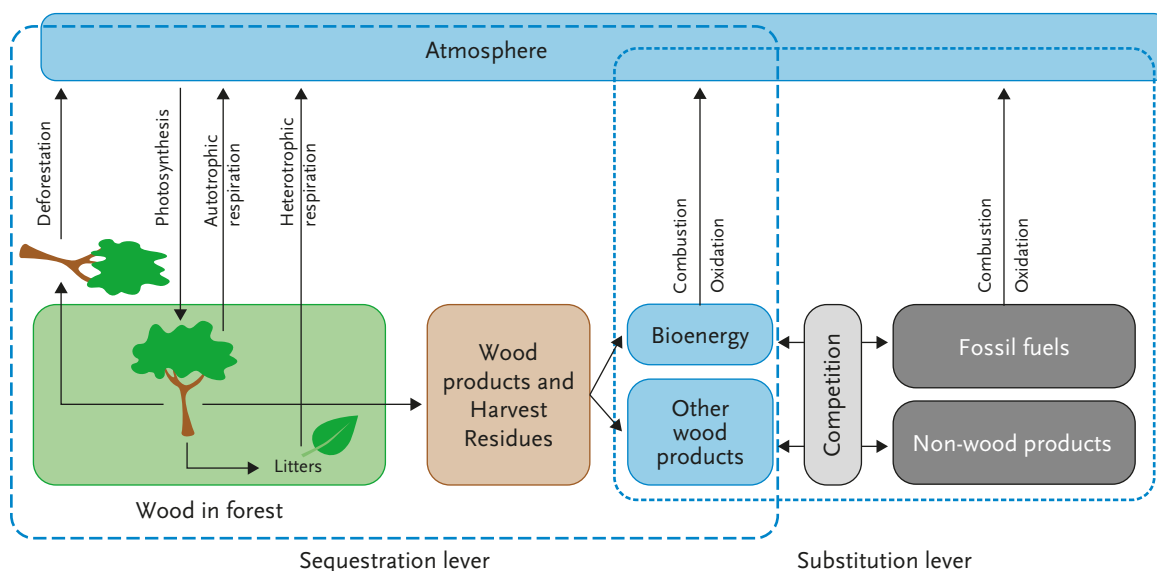 Atmosphere
Deforestation
Photosynthesis
Autotrophic
respiration
Heterotrophic
respiration
Combustion
Oxidation
Combustion
Oxidation
Wood
products and
Harvest
Residues
Bioenergy
Other
wood
products
Competition
Fossil fuels
Non-wood products
Litters
Wood in forest
Sequestration lever
Substitution lever